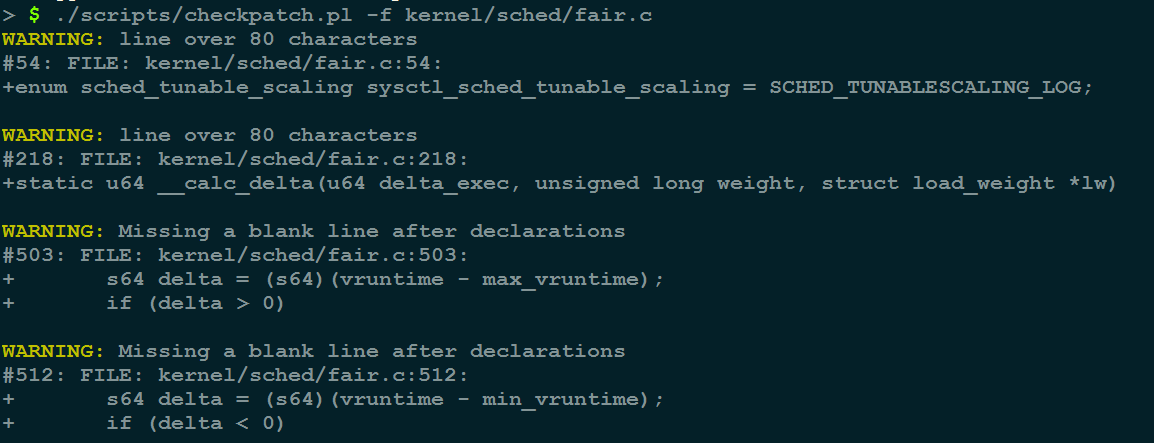 > $ ./scripts/checkpatch.pl -f kernel/sched/fair.c
WARNING: line over 80 characters
#54: FILE: kernel/sched/fair.c:54:
+enum sched_tunable_scaling sysctl_sched_tunable_scaling = SCHED_TUNABLESCALING_LOG;
WARNING: line over 80 characters
#218: FILE: kernel/sched/fair.c:218:
+static u64 __calc_delta(u64 delta_exec, unsigned long weight, struct load_weight *lw)
WARNING: Missing a blank line after declarations
#503: FILE: kernel/sched/fair.c:503:
+       s64 delta = (s64)(vruntime - max_vruntime);
+       if (delta > 0)
WARNING: Missing a blank line after declarations
#512: FILE: kernel/sched/fair.c:512:
+       s64 delta = (s64)(vruntime - min_vruntime);
+       if (delta < 0)